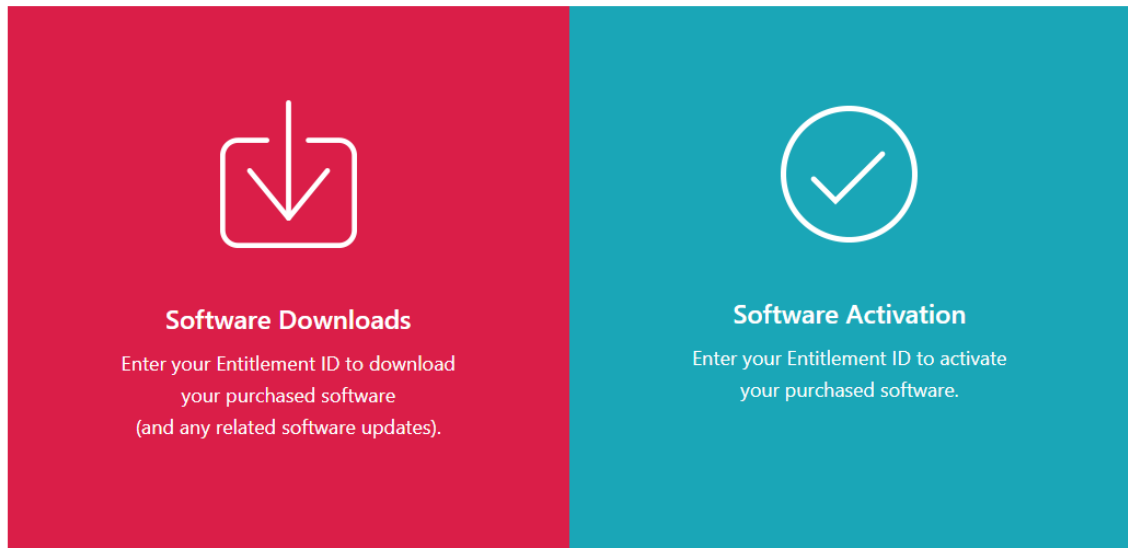 Software Downloads
Enter your Entitlement ID to download
your purchased software
(and any related software updates).
Software Activation
Enter your Entitlement ID to activate
your purchased software.